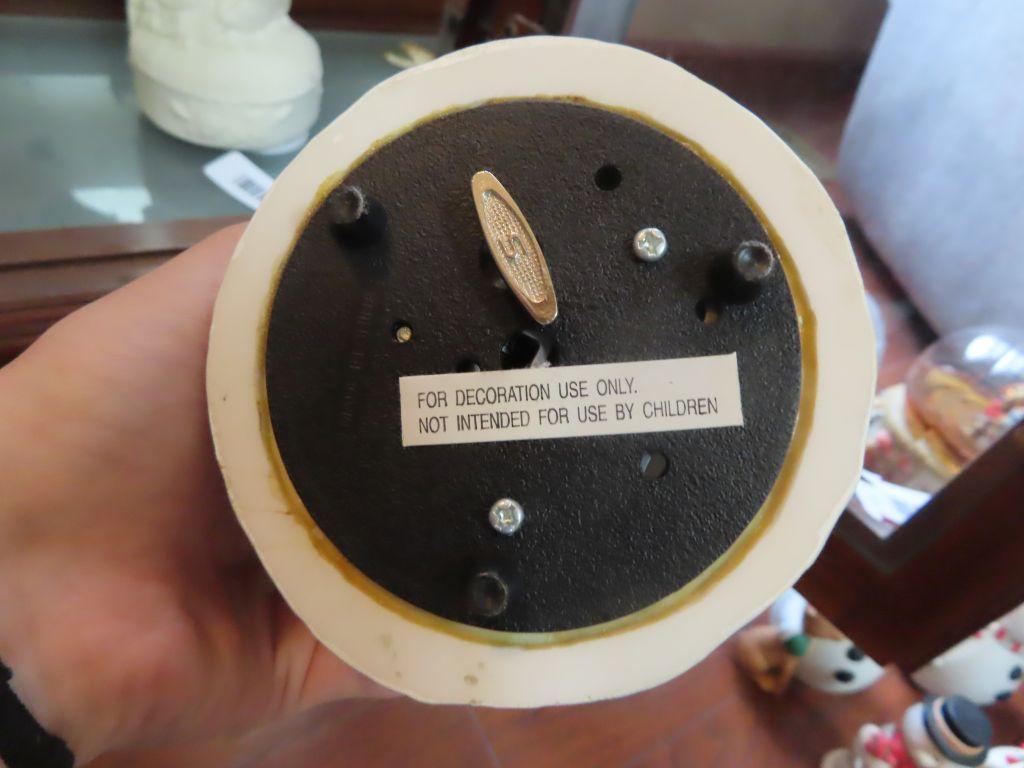 S
FOR DECORATION USE ONLY.
NOT INTENDED FOR USE BY CHILDREN